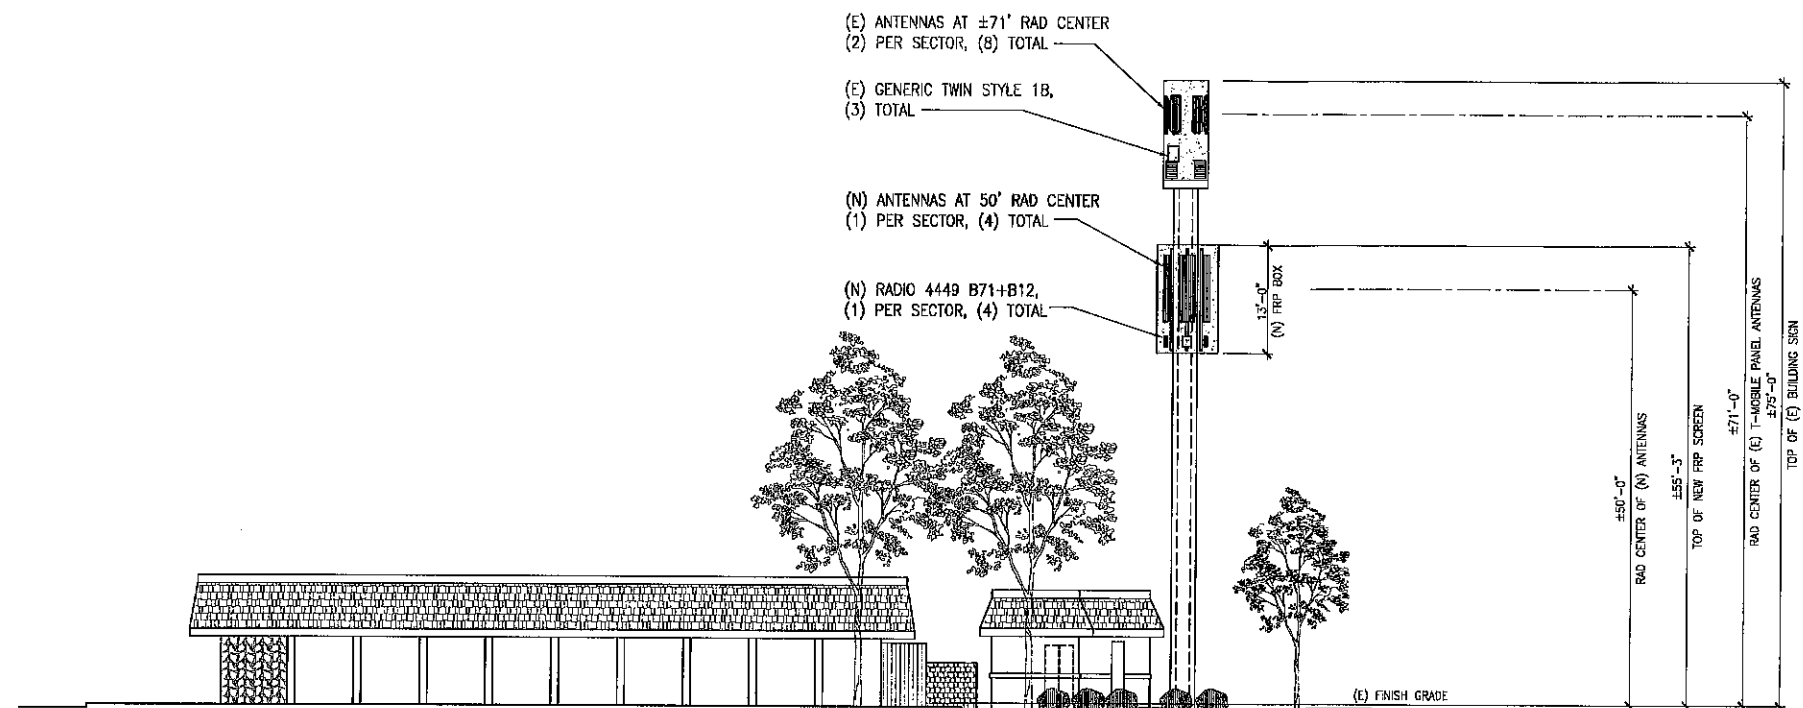 (E) ANTENNAS AT ±71' RAD CENTER
(2) PER SECTOR, (8) TOTAL
(E) GENERIC TWIN STYLE 1B,
(3) TOTAL
(N) ANTENNAS AT 50' RAD CENTER
(1) PER SECTOR, (4) TOTAL
(N) RADIO 4449 B71+B12,
(1) PER SECTOR, (4) TOTAL
13'-0"
(N) FRP BOX
±50'-0"
RAD CENTER OF (N) ANTENNAS
±55'-3"
TOP OF NEW FRP SCREEN
±71'-0"
RAD CENTER OF (E) T-MOBILE PANEL ANTENNAS
±75'-0"
TOP OF (E) BUILDING SIGN
(E) FINISH GRADE